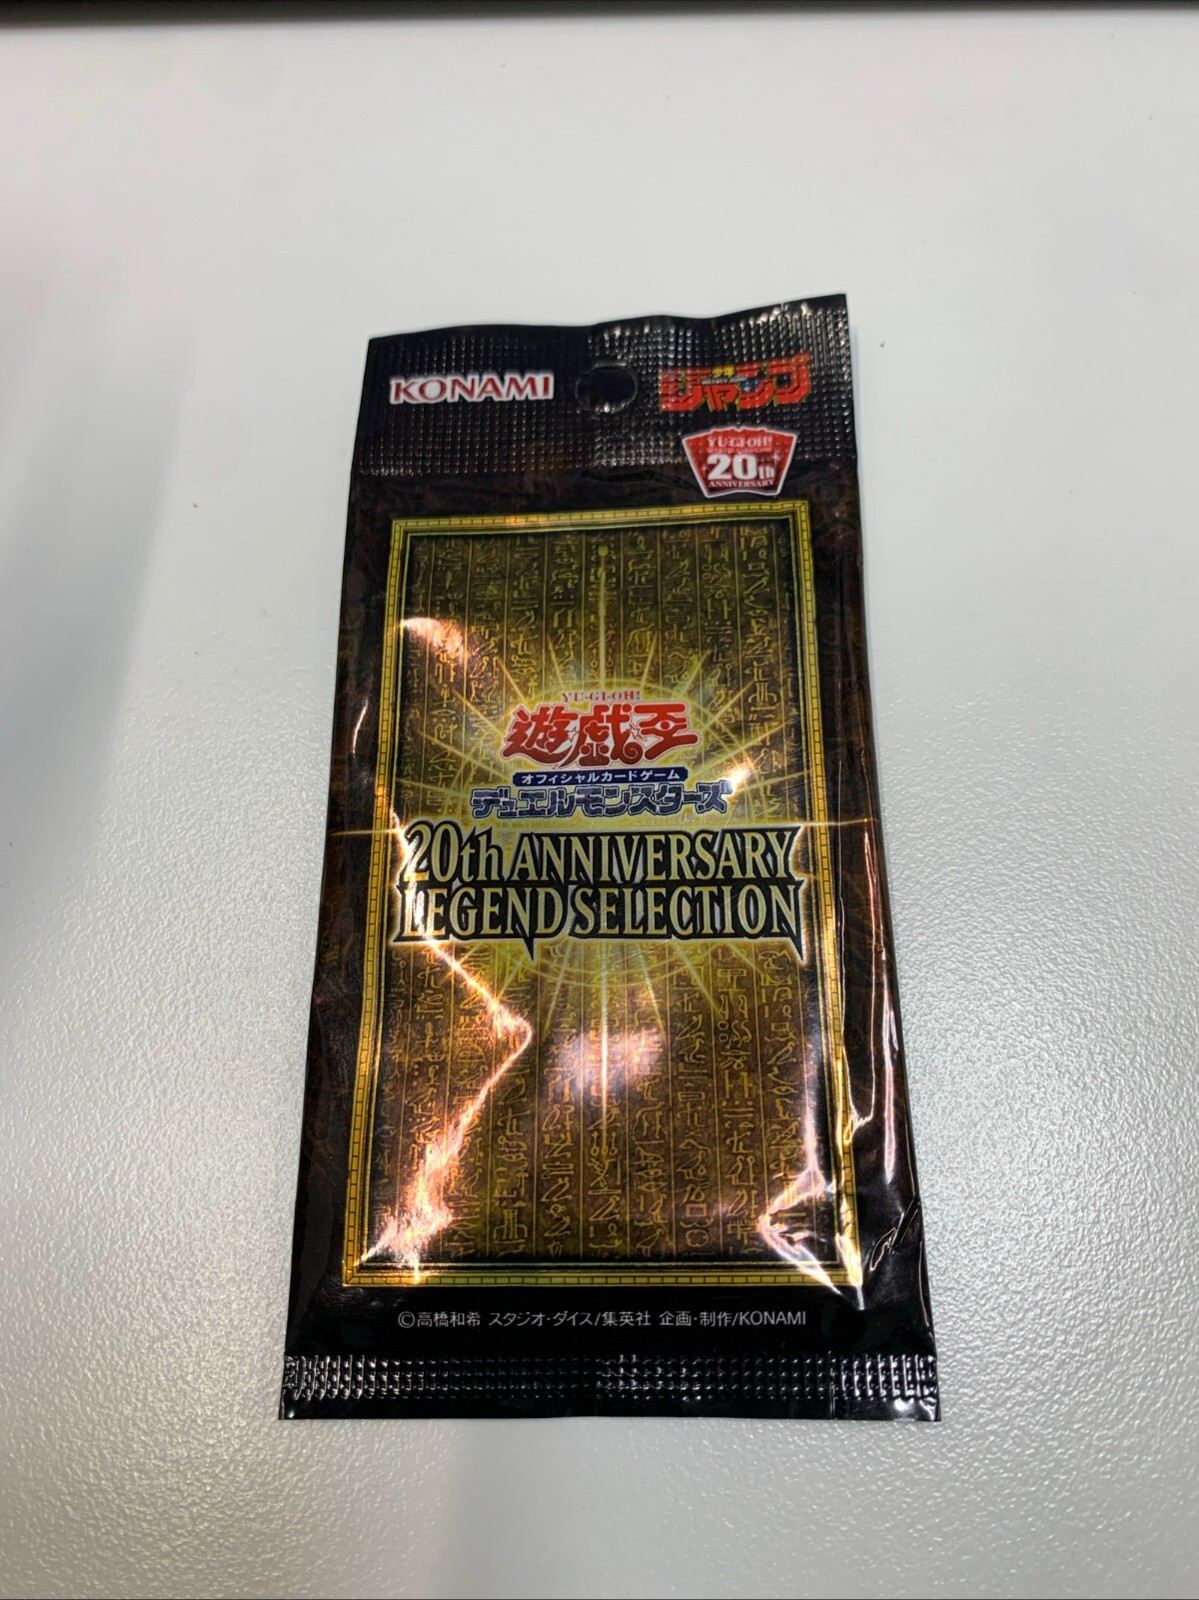 KONAMI
少年
ジャンプ
YU-GI-OH!
20th
ANNIVERSARY
YU-GI-OH!
遊戯王
オフィシャルカードゲーム
デュエルモンスターズ
20th ANNIVERSARY
LEGEND SELECTION
©高橋和希 スタジオ・ダイス/集英社 企画・制作/KONAMI